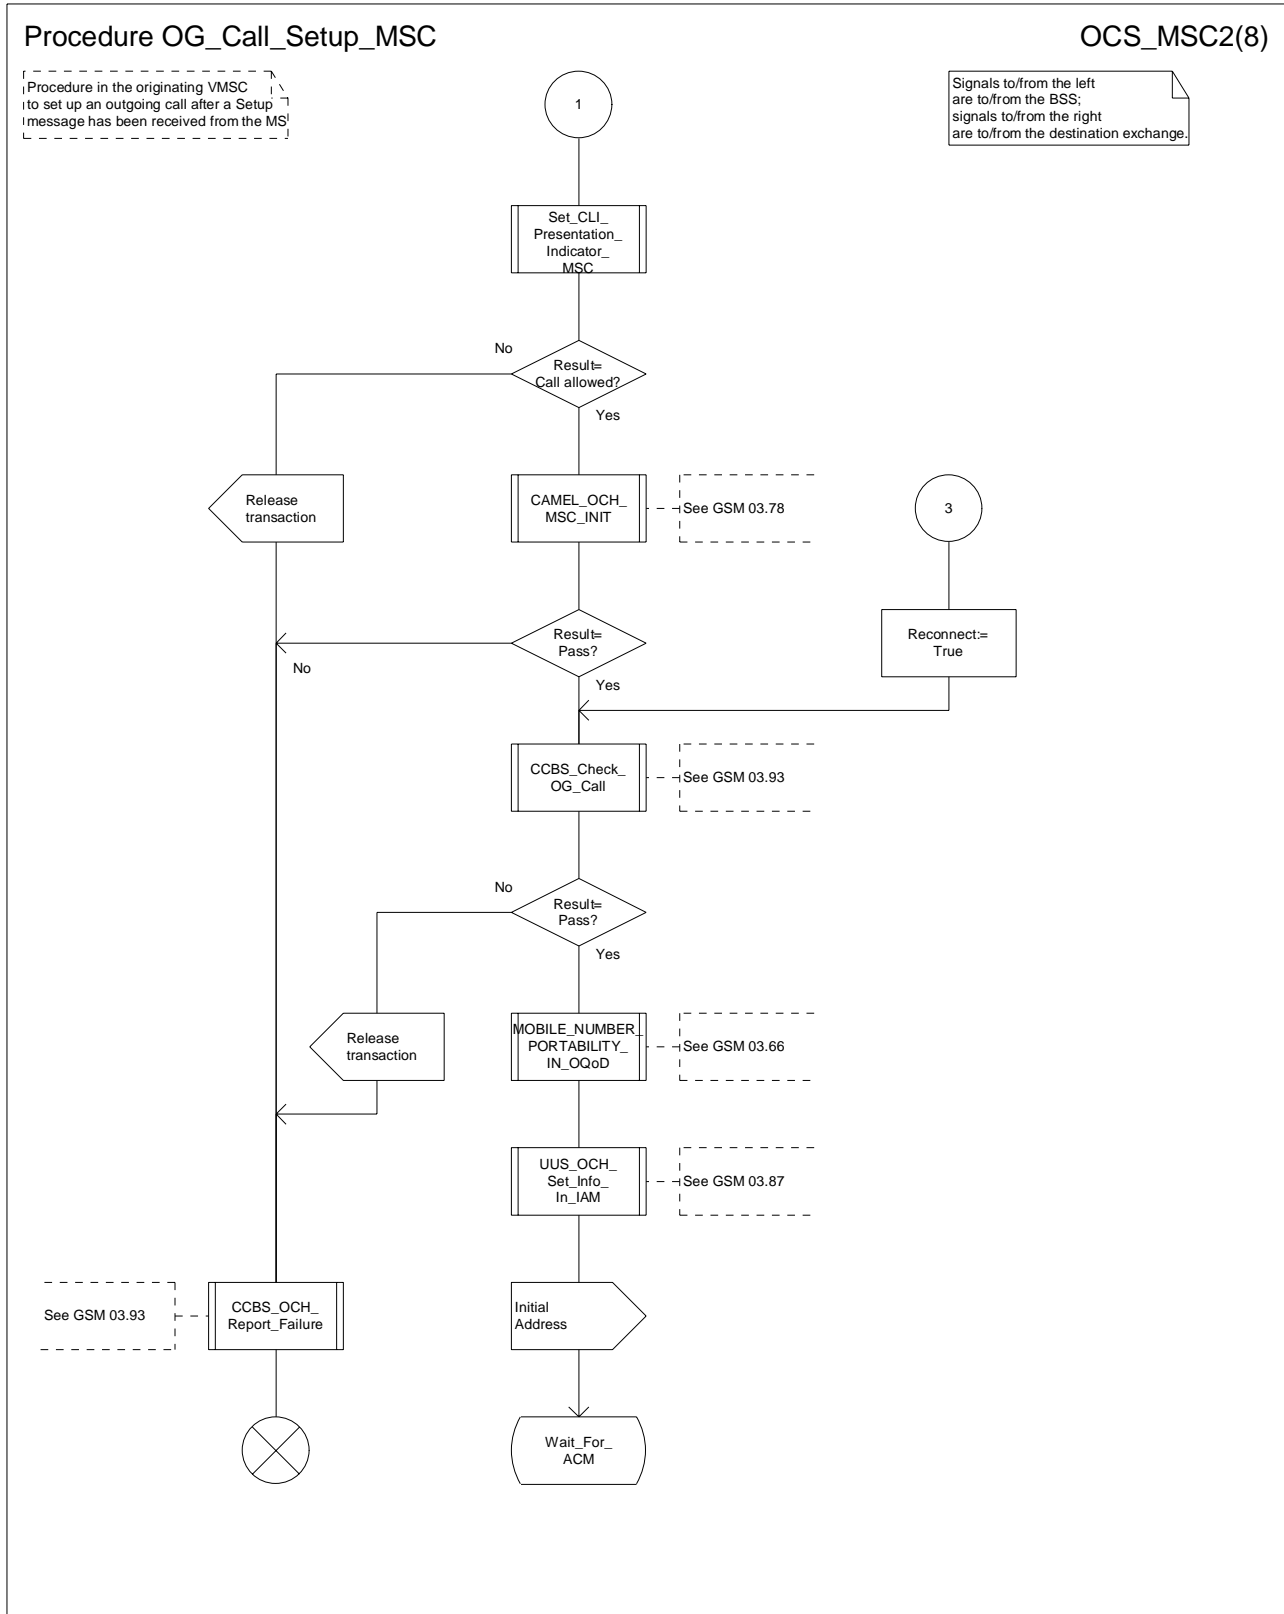 Procedure OG_Call_Setup_MSC
OCS_MSC2(8)
Procedure in the originating VMSC
to set up an outgoing call after a Setup
message has been received from the MS
1
Signals to/from the left
are to/from the BSS;
signals to/from the right
are to/from the destination exchange.
Set_CLI_
Presentation_
Indicator_
MSC
No
Result=
Call allowed?
Yes
Release
transaction
CAMEL_OCH_
MSC_INIT
See GSM 03.78
3
Result=
Pass?
No
Yes
Reconnect:=
True
CCBS_Check_
OG_Call
See GSM 03.93
No
Result=
Pass?
Yes
Release
transaction
MOBILE_NUMBER_
PORTABILITY_
IN_OQoD
See GSM 03.66
UUS_OCH_
Set_Info_
In_IAM
See GSM 03.87
See GSM 03.93
CCBS_OCH_
Report_Failure
Initial
Address
Wait_For_
ACM